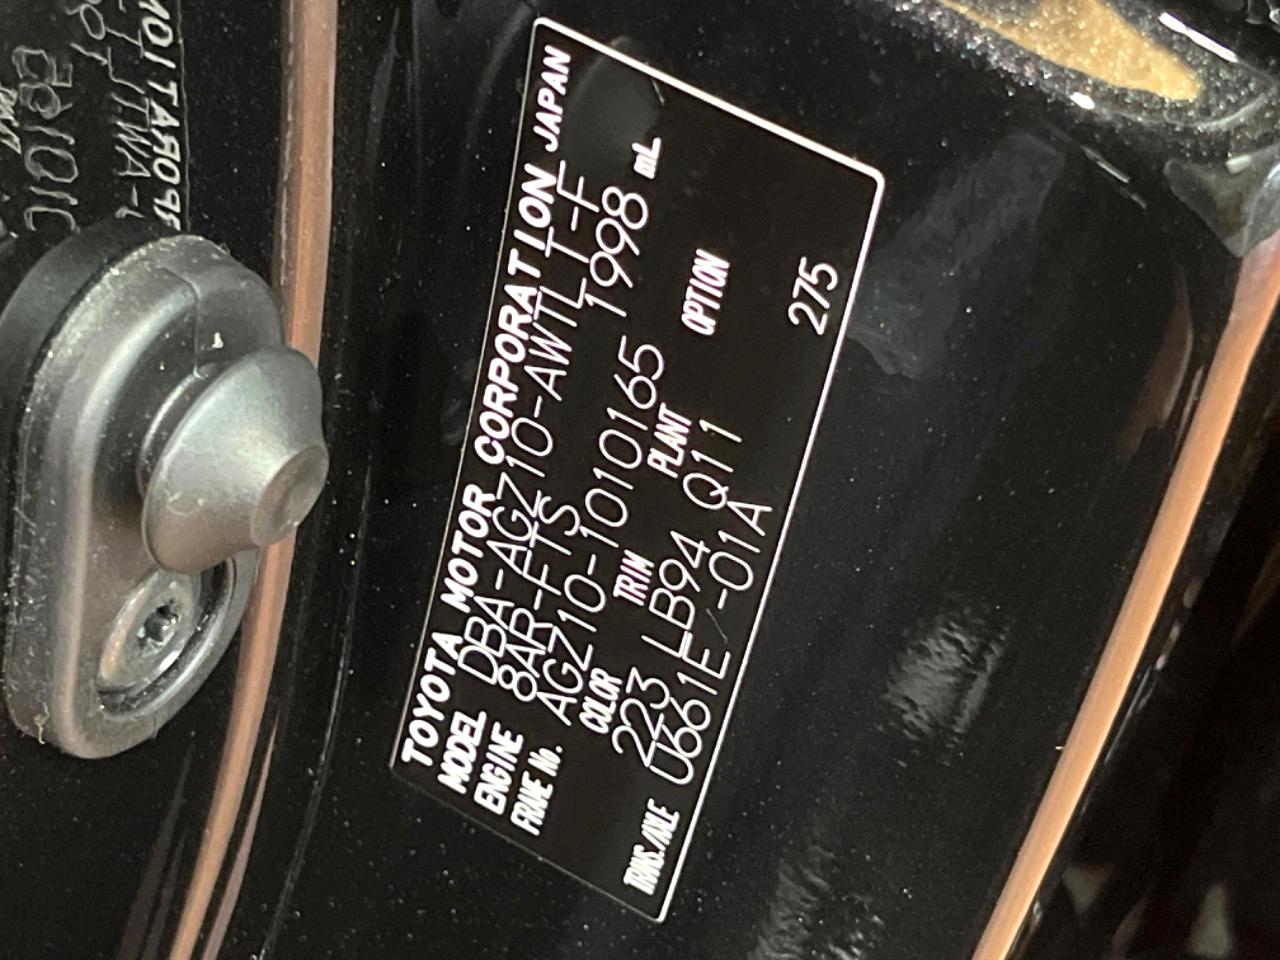 TOYOTA MOTOR CORPORATION JAPAN
MODEL DBA-AGZ10-AWTLT-F
ENGINE 8AR-FTS 1998 mL
FRAME No. AGZ10-1010165
COLOR TRIM PLANT OPTION
223 LB94 Q11 275
TRANS./AXLE U661E -01A